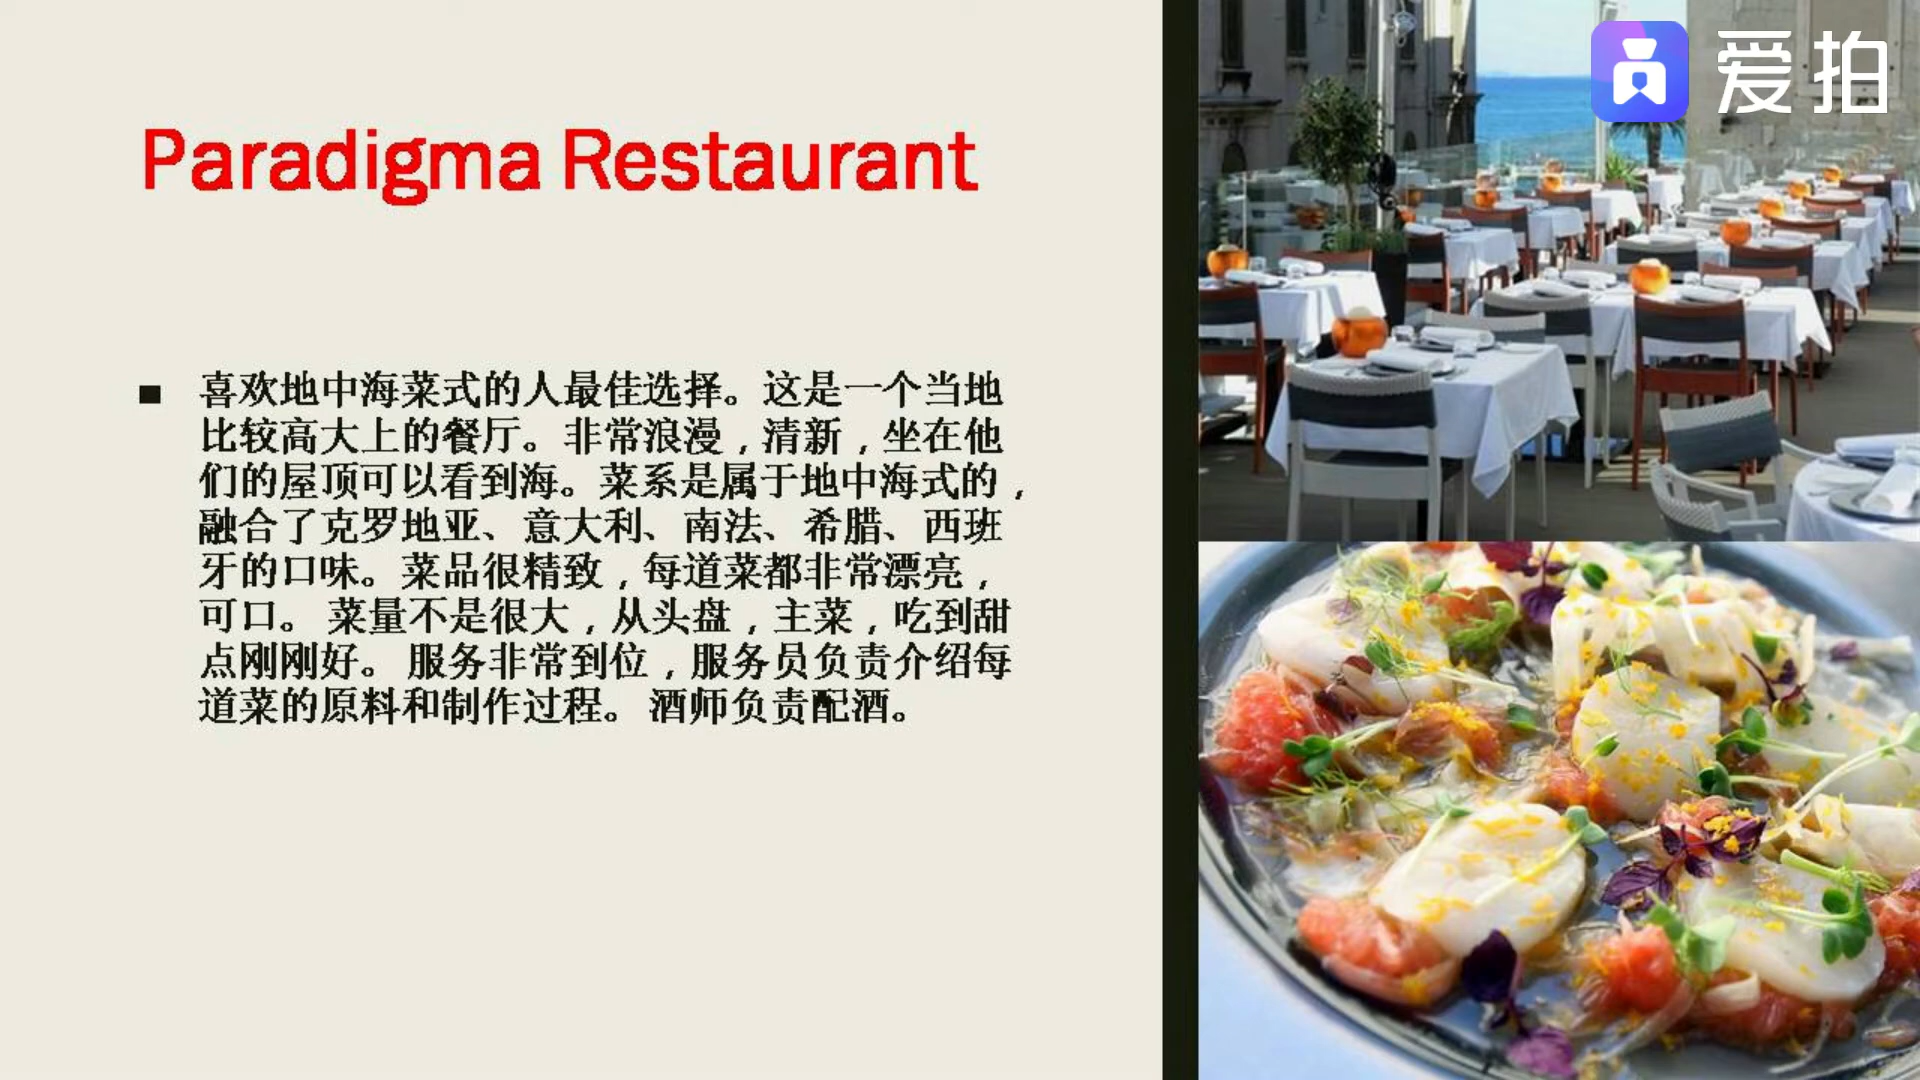 爱拍
Paradigma Restaurant
喜欢地中海菜式的人最佳选择。这是一个当地
比较高大上的餐厅。非常浪漫，清新，坐在他
们的屋顶可以看到海。菜系是属于地中海式的，
融合了克罗地亚、意大利、南法、希腊、西班
牙的口味。菜品很精致，每道菜都非常漂亮，
可口。 菜量不是很大，从头盘，主菜，吃到甜
点刚刚好。 服务非常到位，服务员负责介绍每
道菜的原料和制作过程。 酒师负责配酒。